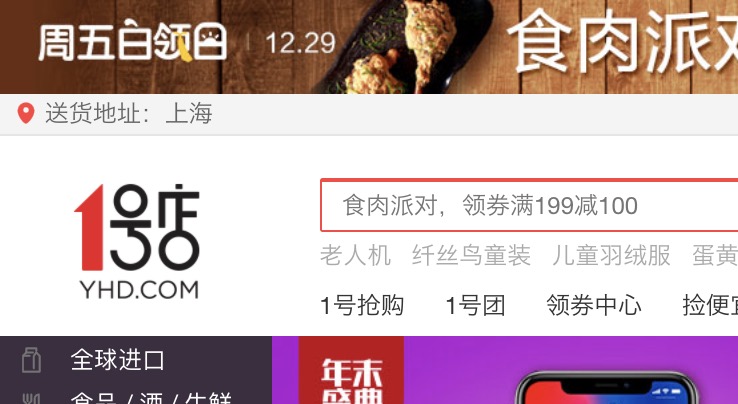 周五白领日 | 12.29
食肉派对
送货地址：上海
1号店
YHD.COM
食肉派对，领券满199减100
老人机 纤丝鸟童装 儿童羽绒服 蛋黄
1号抢购 1号团 领券中心 捡便宜
全球进口
年末
盛典
食品 / 酒 / 生鲜